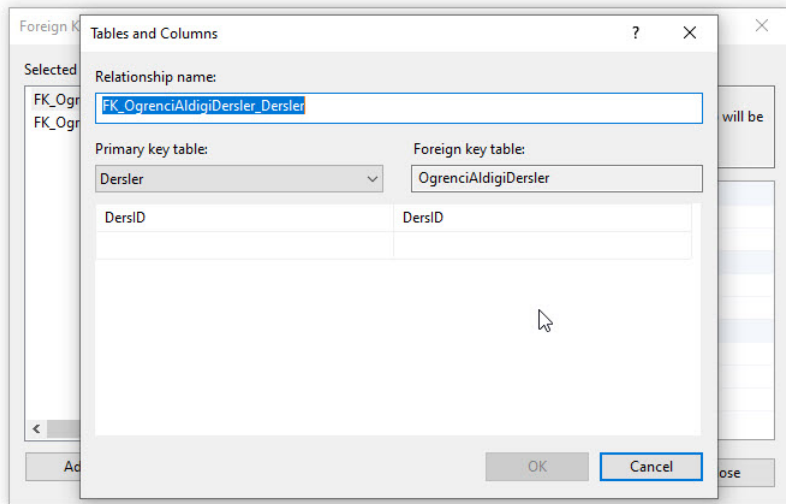 Foreign K
Tables and Columns
?
Selected
Relationship name:
FK_Ogr
FK_OgrenciAldigiDersler_Dersler
FK_Ogr
will be
Primary key table:
Foreign key table:
Dersler
OgrenciAldigiDersler
DersID
DersID
<
Ad
OK
Cancel
ose